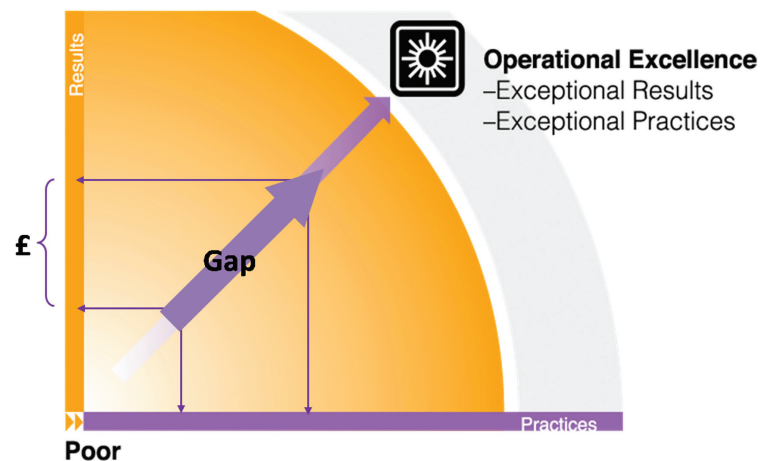 Results
Operational Excellence
–Exceptional Results
–Exceptional Practices
£
Gap
Practices
Poor